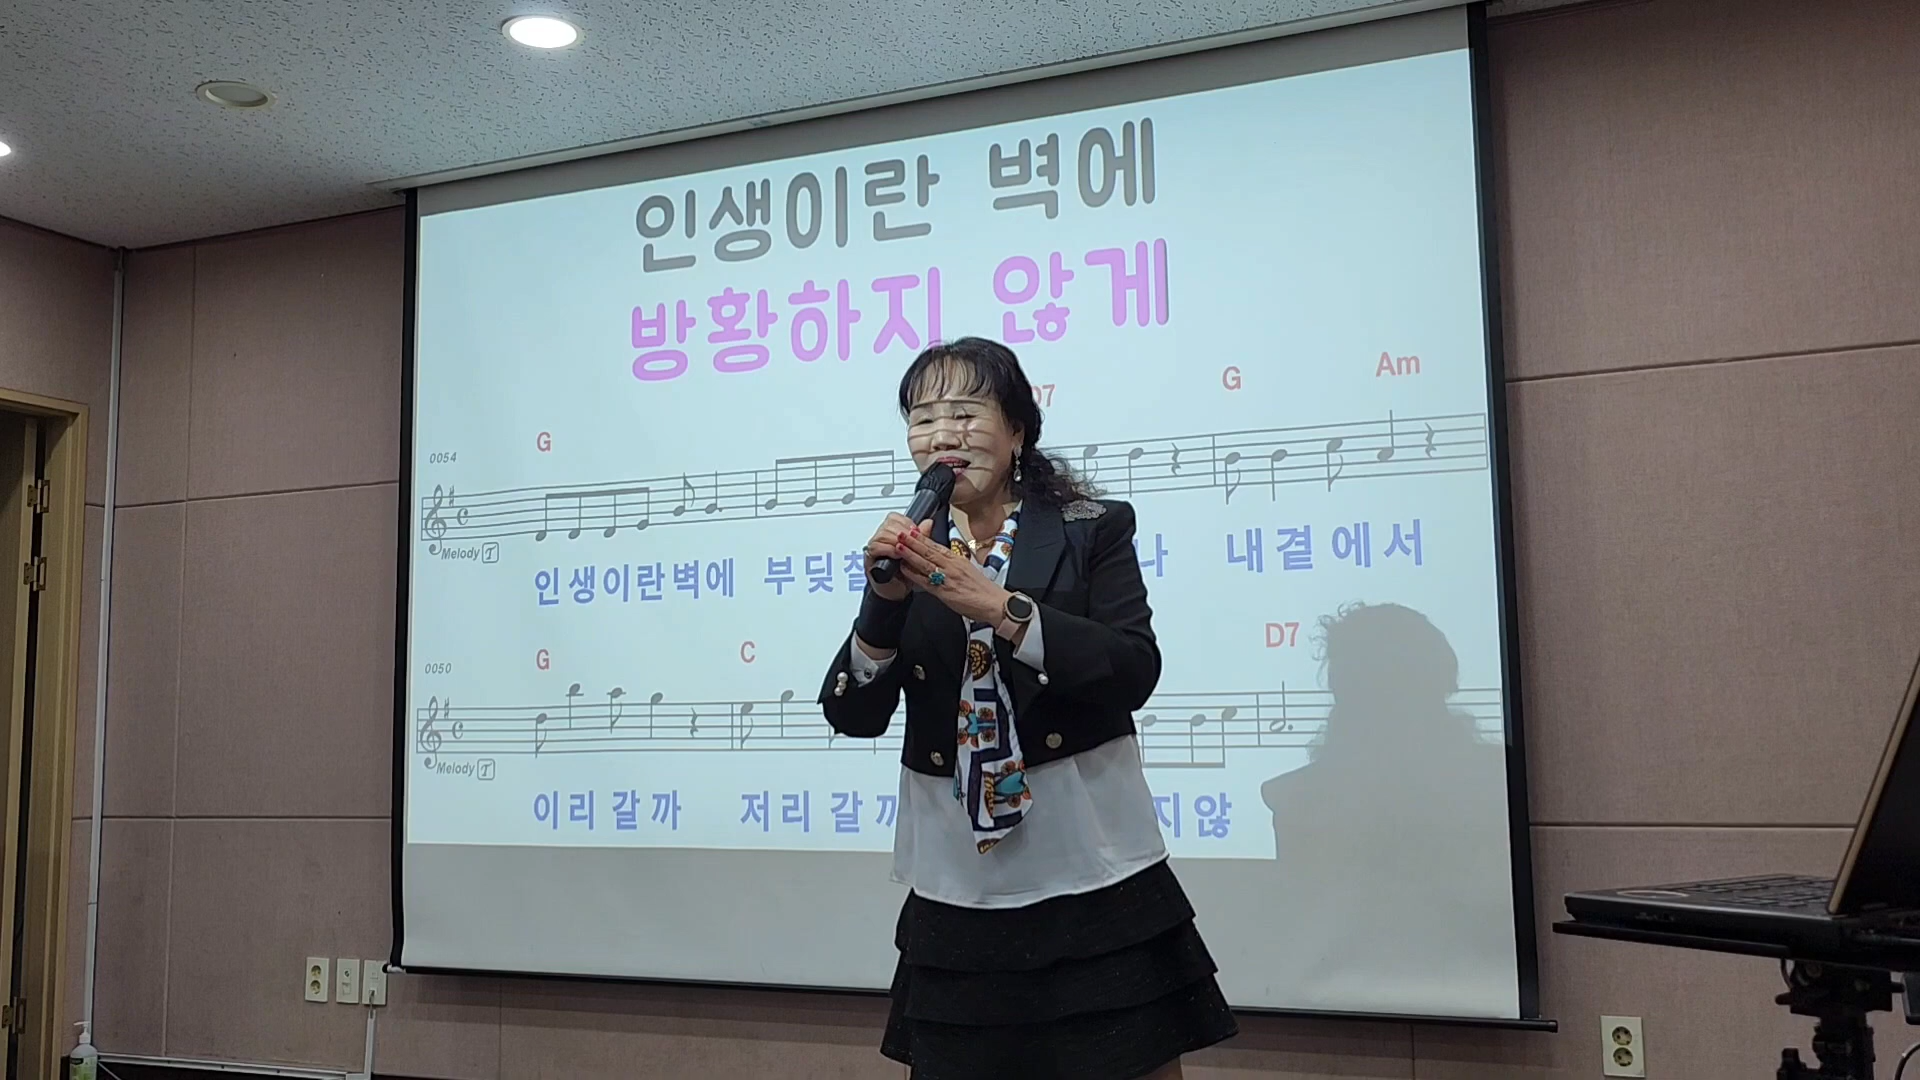 인생이란 벽에
방황하지 않게
D7 G Am
G
0054
Melody T
인생이란벽에 부딪칠 나 내곁에서
0050
G C D7
Melody T
이리갈까 저리갈까 지않